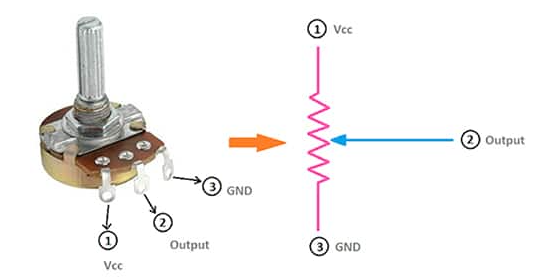 1 Vcc
2 Output
3 GND
3 GND
2
Output
1
Vcc